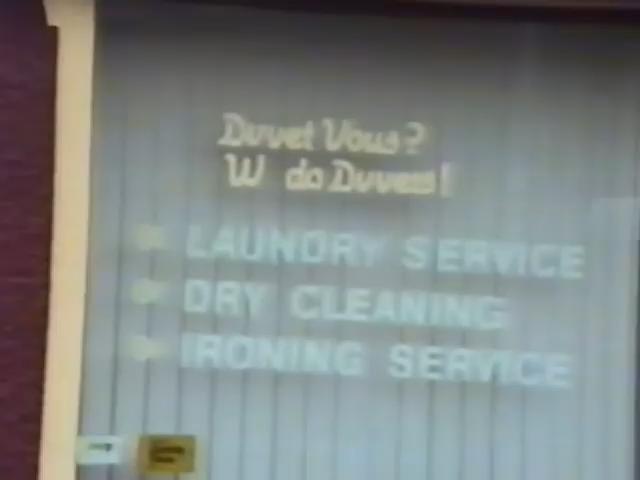 Duvet Vous?
W do Duvets!
LAUNDRY SERVICE
DRY CLEANING
IRONING SERVICE